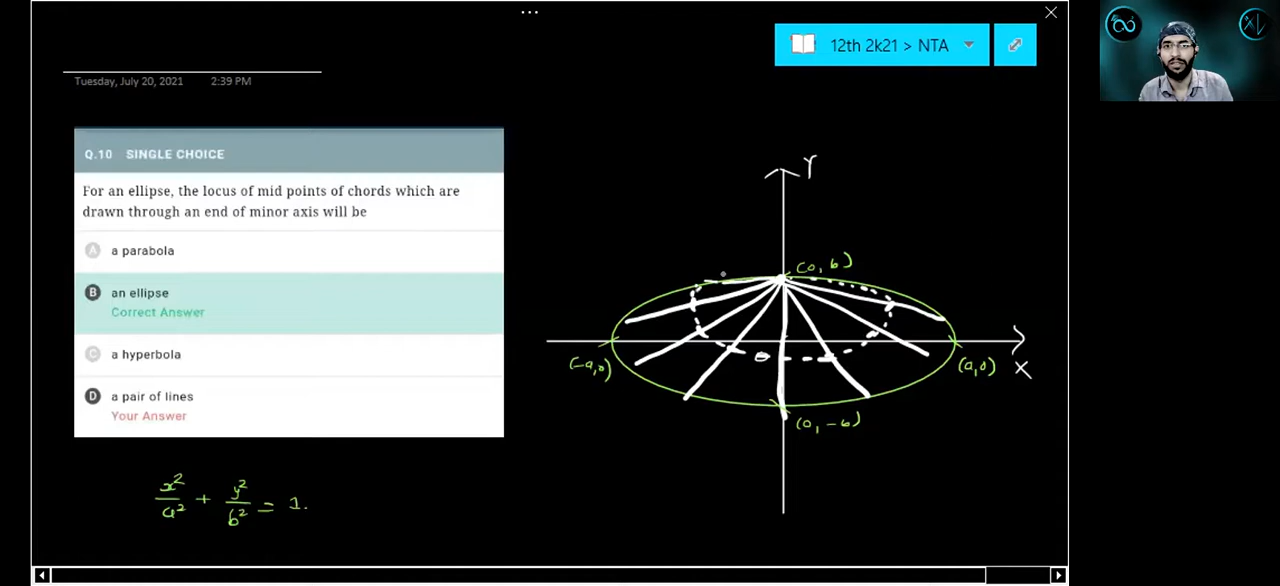 12th 2k21 > NTA
Tuesday, July 20, 2021 2:39 PM
Q.10 SINGLE CHOICE
For an ellipse, the locus of mid points of chords which are
drawn through an end of minor axis will be
A a parabola
B an ellipse
Correct Answer
C a hyperbola
D a pair of lines
Your Answer
x²/a² + y²/b² = 1.
Y
(0, b)
(-a,0)
(a,0)
X
(0, -b)